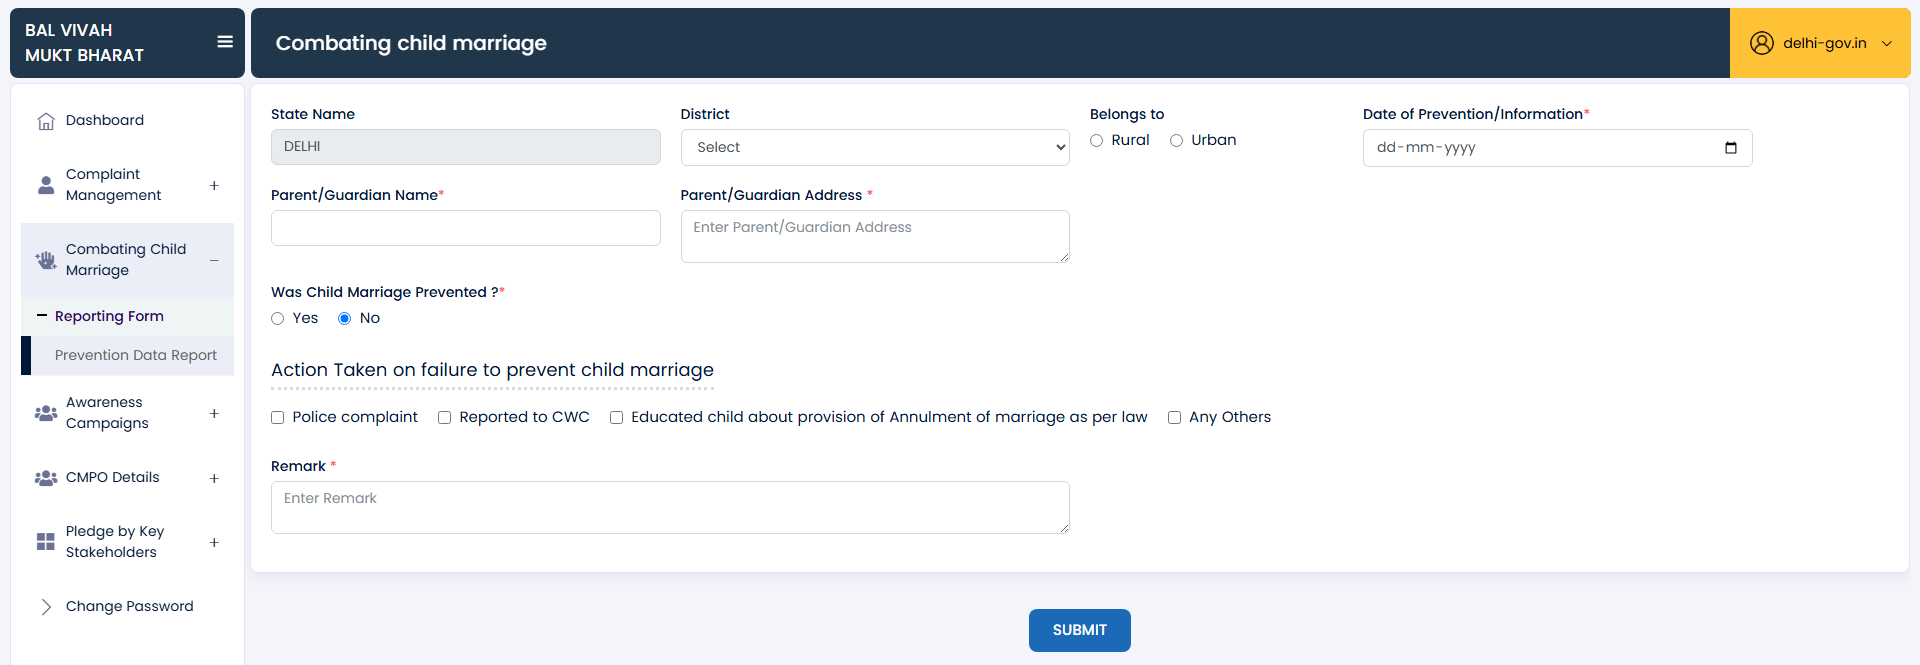 BAL VIVAH
MUKT BHARAT
Combating child marriage
delhi-gov.in
Dashboard
Complaint
Management
+
Combating Child
Marriage
–
Reporting Form
Prevention Data Report
Awareness
Campaigns
+
CMPO Details
+
Pledge by Key
Stakeholders
+
Change Password
State Name
District
Belongs to
Date of Prevention/Information*
DELHI
Select
Rural
Urban
dd-mm-yyyy
Parent/Guardian Name*
Parent/Guardian Address *
Enter Parent/Guardian Address
Was Child Marriage Prevented ?*
Yes
No
Action Taken on failure to prevent child marriage
Police complaint
Reported to CWC
Educated child about provision of Annulment of marriage as per law
Any Others
Remark *
Enter Remark
SUBMIT